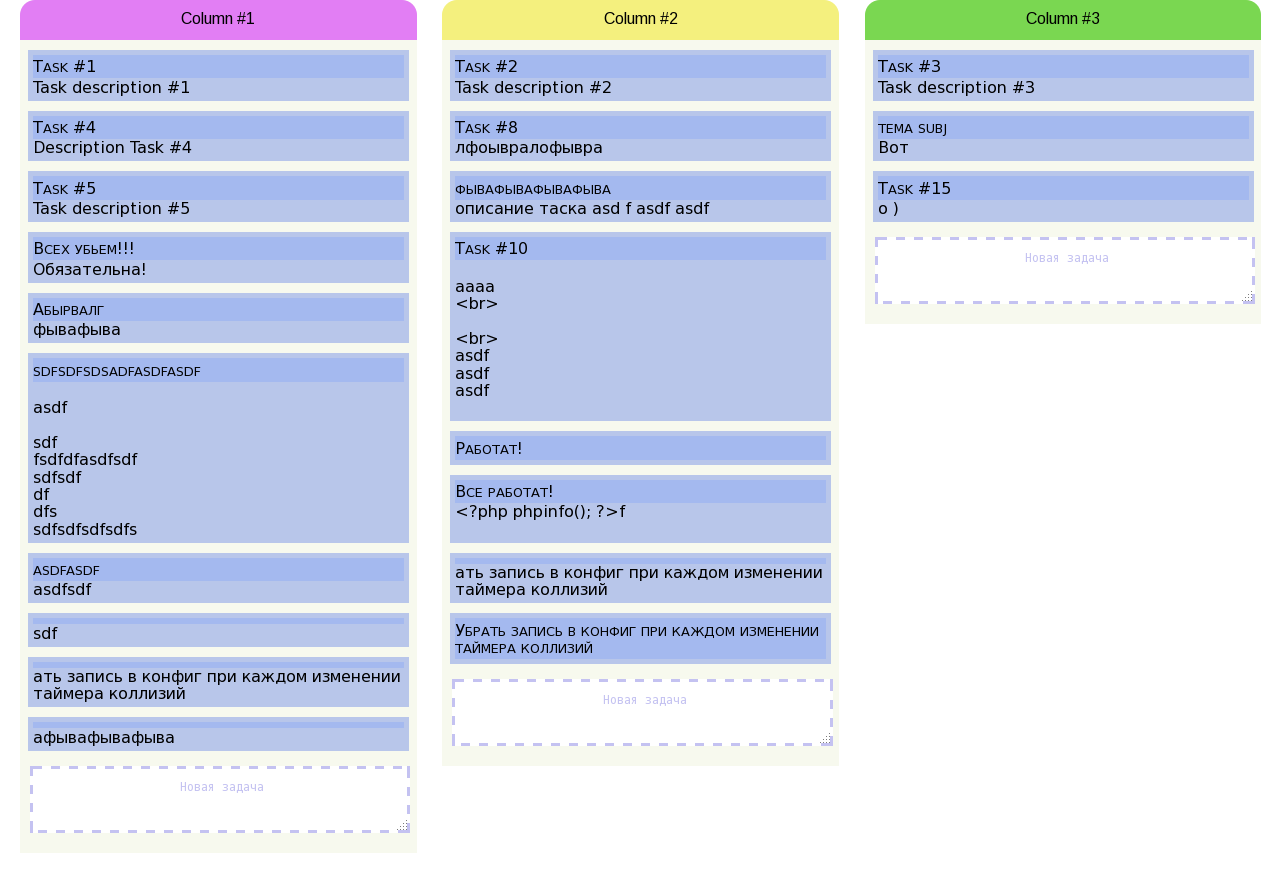 Column #1
Task #1
Task description #1
Task #4
Description Task #4
Task #5
Task description #5
Всех убьем!!!
Обязательна!
Абырвалг
фывафыва
sdfsdfsdsadfasdfasdf
asdf
sdf
fsdfdfasdfsdf
sdfsdf
df
dfs
sdfsdfsdfsdfs
asdfasdf
asdfsdf
sdf
ать запись в конфиг при каждом изменении
таймера коллизий
афывафывафыва
Новая задача
Column #2
Task #2
Task description #2
Task #8
лфоывралофывра
фывафывафывафыва
описание таска asd f asdf asdf
Task #10
аааа
<br>
<br>
asdf
asdf
asdf
Работат!
Все работат!
<?php phpinfo(); ?>f
ать запись в конфиг при каждом изменении
таймера коллизий
Убрать запись в конфиг при каждом изменении
таймера коллизий
Новая задача
Column #3
Task #3
Task description #3
тема subj
Вот
Task #15
о )
Новая задача